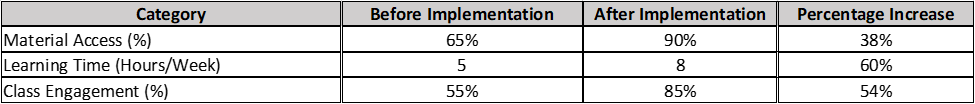 Category Before Implementation After Implementation Percentage Increase
Material Access (%) 65% 90% 38%
Learning Time (Hours/Week) 5 8 60%
Class Engagement (%) 55% 85% 54%